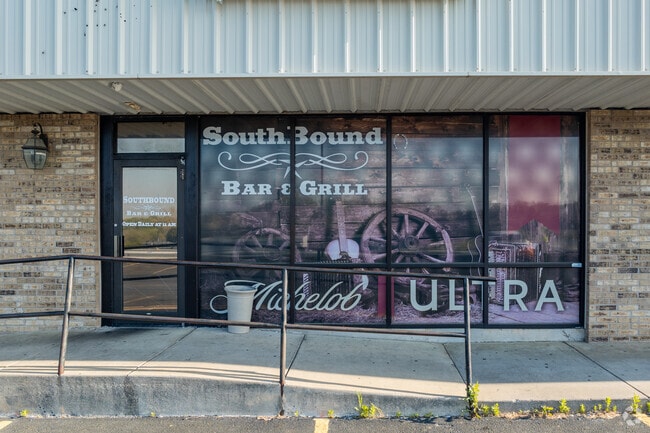 SouthBound
Bar & Grill
Southbound
Bar & Grill
Open Daily at 11 am
Michelob ULTRA